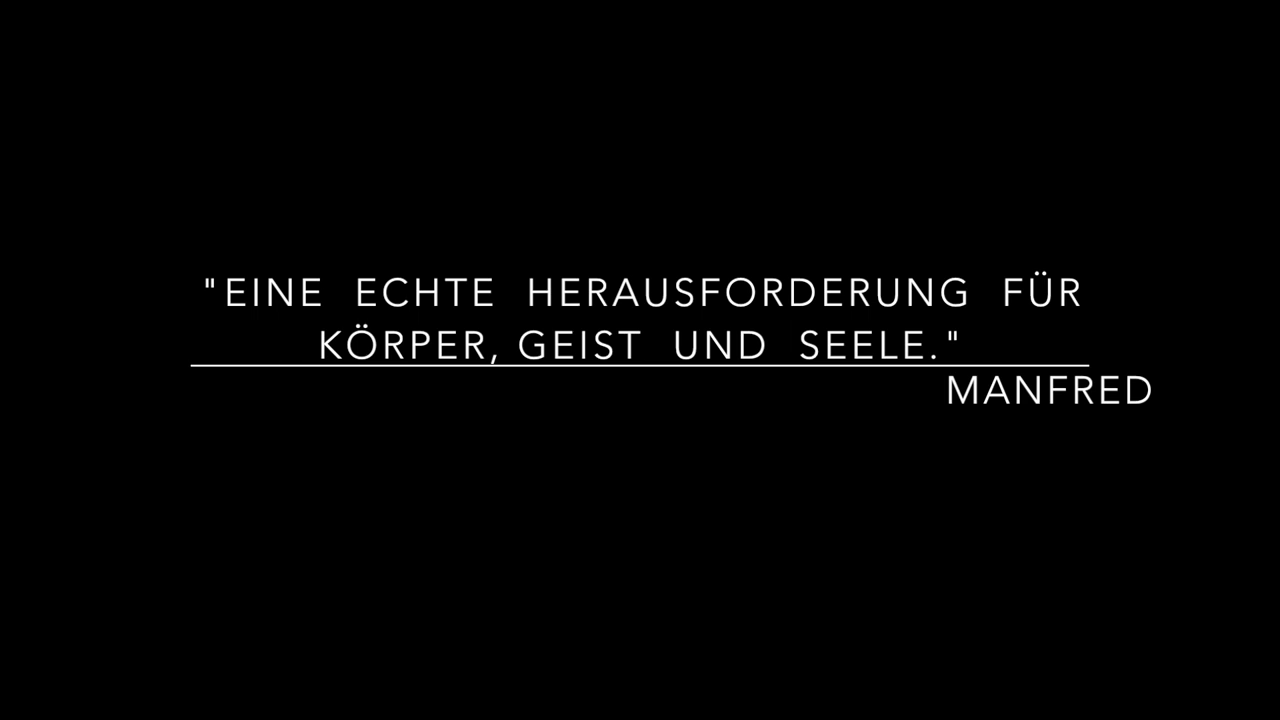 "EINE ECHTE HERAUSFORDERUNG FÜR
KÖRPER, GEIST UND SEELE."
MANFRED